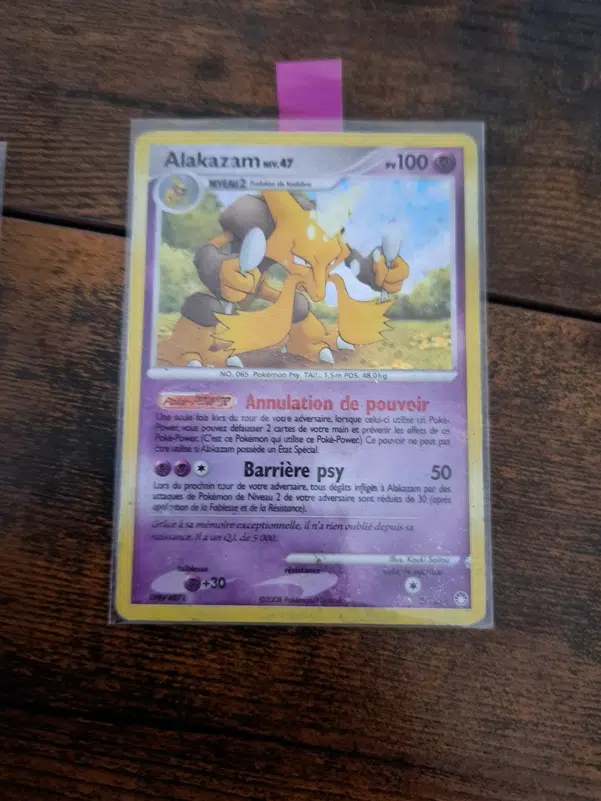 Alakazam NIV.47
PV 100
NIVEAU 2 Évolution de Kadabra
NO. 065 Pokémon Psy TAILLE: 1,5m POS. 48,0kg
Annulation de pouvoir
Une seule fois lors du tour de votre adversaire, lorsque celui-ci utilise un Poké-
Power, vous pouvez défausser 2 cartes de votre main et prévenir les effets de ce
Poké-Power. (C'est ce Pokémon qui utilise ce Poké-Power.) Ce pouvoir ne peut pas
être utilisé si Alakazam possède un État Spécial.
Barrière psy 50
Lors du prochain tour de votre adversaire, tous dégâts infligés à Alakazam par des
attaques de Pokémon de Niveau 2 de votre adversaire sont réduits de 30 (après
application de la Faiblesse et de la Résistance).
Grâce à sa mémoire exceptionnelle, il n'a rien oublié depuis sa
naissance. Il a un Q.I. de 5 000.
Illus. Kouki Saitou
faiblesse
résistance
+30
©2008 Pokémon